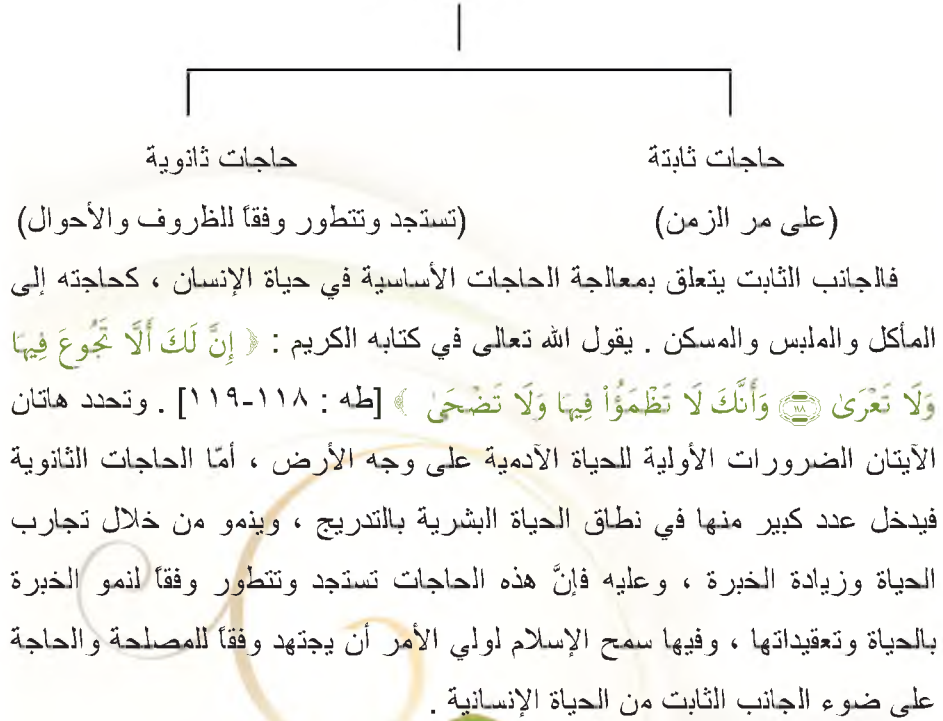 حاجات ثابتة حاجات ثانوية
(على مر الزمن) (تستجد وتتطور وفقاً للظروف والأحوال)
فالجانب الثابت يتعلق بمعالجة الحاجات الأساسية في حياة الإنسان ، كحاجته إلى
المأكل والملبس والمسكن . يقول الله تعالى في كتابه الكريم : ﴿ إِنَّ لَكَ أَلَّا تَجُوعَ فِيهَا
وَلَا تَعْرَىٰ ۝١١٨ وَأَنَّكَ لَا تَظْمَؤُاْ فِيهَا وَلَا تَضْحَىٰ ﴾ [طه : ١١٨-١١٩] . وتحدد هاتان
الآيتان الضرورات الأولية للحياة الآدمية على وجه الأرض ، أمّا الحاجات الثانوية
فيدخل عدد كبير منها في نطاق الحياة البشرية بالتدريج ، وينمو من خلال تجارب
الحياة وزيادة الخبرة ، وعليه فإنَّ هذه الحاجات تستجد وتتطور وفقاً لنمو الخبرة
بالحياة وتعقيداتها ، وفيها سمح الإسلام لولي الأمر أن يجتهد وفقاً للمصلحة والحاجة
على ضوء الجانب الثابت من الحياة الإنسانية .